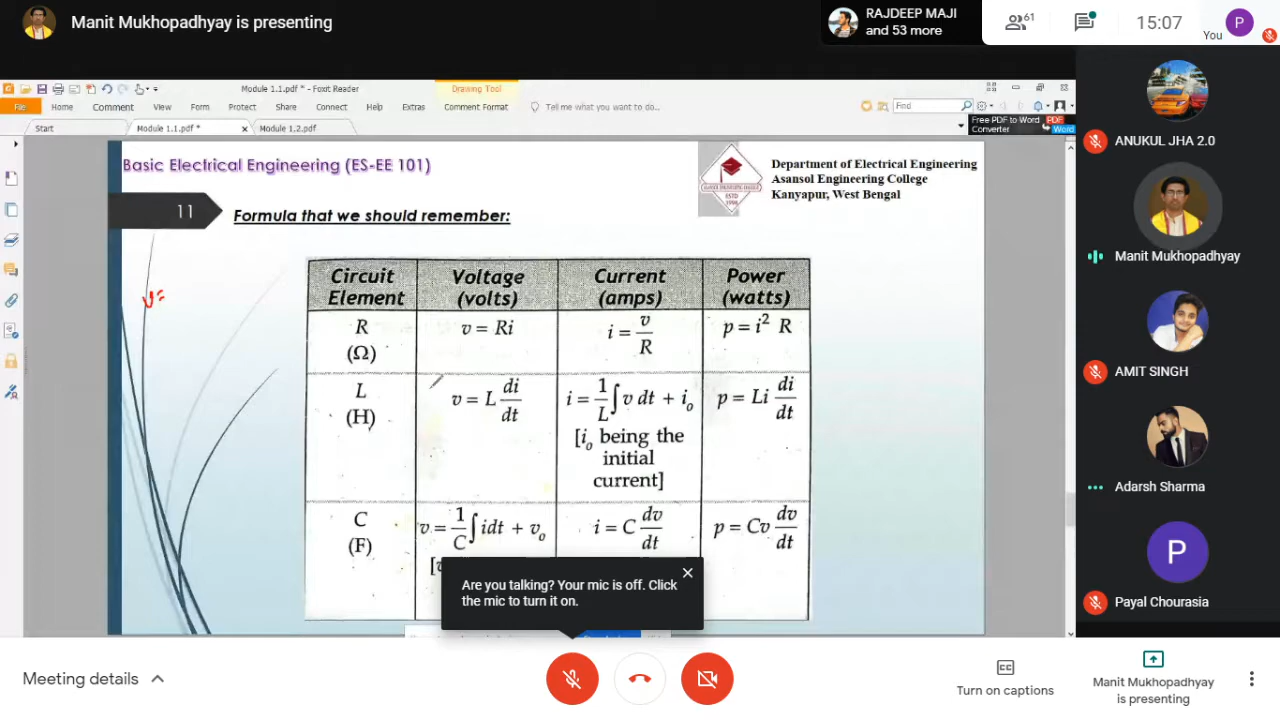 Manit Mukhopadhyay is presenting
RAJDEEP MAJI
and 53 more
61
15:07
You
P
Module 1.1.pdf * - Foxit Reader
Drawing Tool
File
Home
Comment
View
Form
Protect
Share
Connect
Help
Extras
Comment Format
Tell me what you want to do...
Find
Start
Module 1.1.pdf *
Module 1.2.pdf
Free PDF to Word
Converter
PDF
Word
Basic Electrical Engineering (ES-EE 101)
Department of Electrical Engineering
Asansol Engineering College
Kanyapur, West Bengal
ESTD
1998
11
Formula that we should remember:
v=
Circuit Element
Voltage (volts)
Current (amps)
Power (watts)
R (Ω)
v = Ri
i = v/R
p = i² R
L (H)
v = L di/dt
i = 1/L ∫ v dt + i₀
[i₀ being the
initial
current]
p = Li di/dt
C (F)
v = 1/C ∫ idt + v₀
i = C dv/dt
p = Cv dv/dt
Are you talking? Your mic is off. Click
the mic to turn it on.
ANUKUL JHA 2.0
Manit Mukhopadhyay
AMIT SINGH
Adarsh Sharma
P
Payal Chourasia
Meeting details
Turn on captions
Manit Mukhopadhyay
is presenting